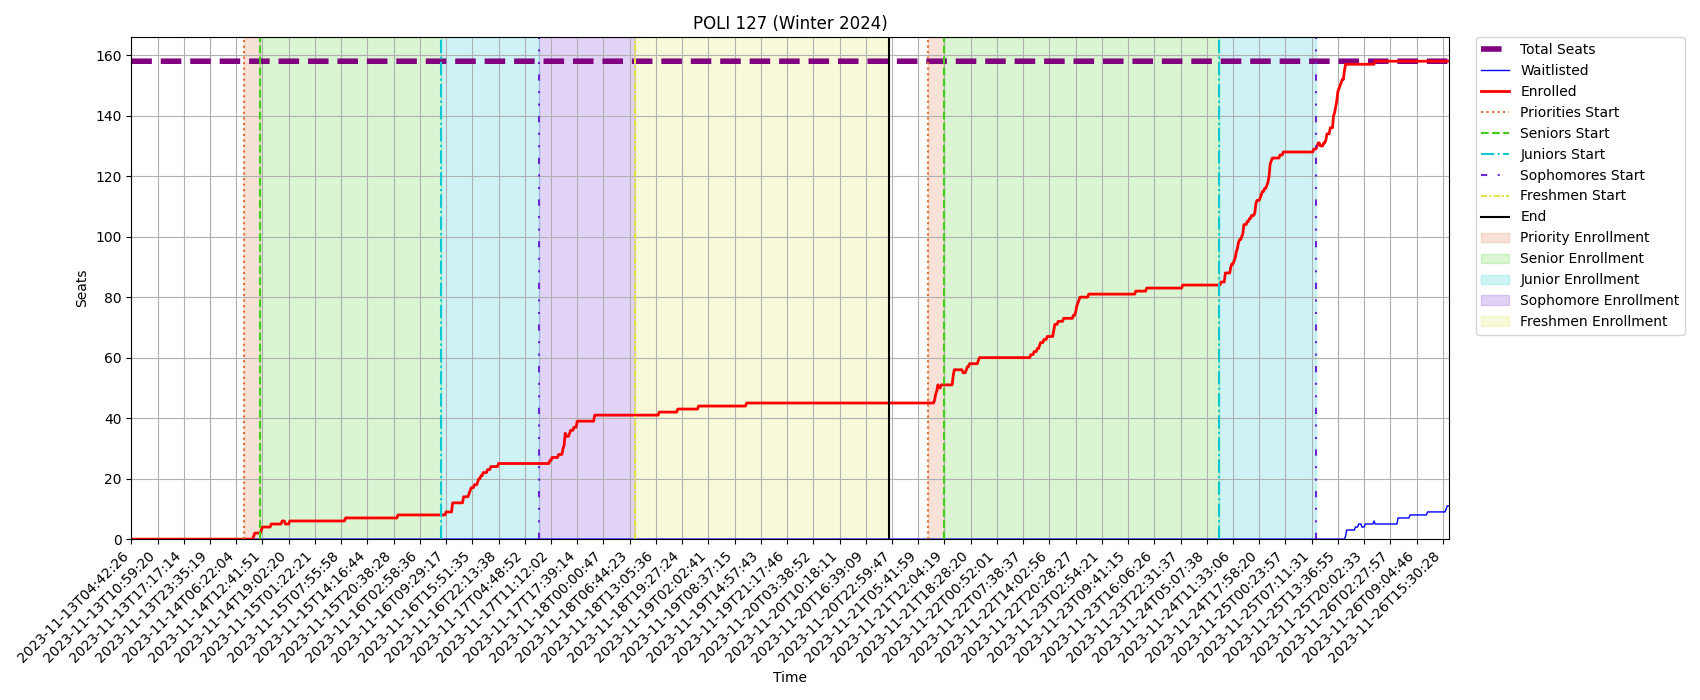 POLI 127 (Winter 2024)
Seats
160
140
120
100
80
60
40
20
0
2023-11-13T04:42:26
2023-11-13T10:59:20
2023-11-13T17:17:14
2023-11-13T23:35:19
2023-11-14T06:22:04
2023-11-14T12:41:51
2023-11-14T19:02:20
2023-11-15T01:22:21
2023-11-15T07:55:58
2023-11-15T14:16:44
2023-11-15T20:38:28
2023-11-16T02:58:36
2023-11-16T09:29:17
2023-11-16T15:51:35
2023-11-16T22:13:38
2023-11-17T04:48:52
2023-11-17T11:12:02
2023-11-17T17:39:14
2023-11-18T00:00:47
2023-11-18T06:44:23
2023-11-18T13:05:36
2023-11-18T19:27:24
2023-11-19T02:02:41
2023-11-19T08:37:15
2023-11-19T14:57:43
2023-11-19T21:17:46
2023-11-20T03:38:52
2023-11-20T10:18:11
2023-11-20T16:39:09
2023-11-20T22:59:47
2023-11-21T05:41:59
2023-11-21T12:04:19
2023-11-21T18:28:20
2023-11-22T00:52:01
2023-11-22T07:38:37
2023-11-22T14:02:56
2023-11-22T20:28:27
2023-11-23T02:54:21
2023-11-23T09:41:15
2023-11-23T16:06:26
2023-11-23T22:31:37
2023-11-24T05:07:38
2023-11-24T11:33:06
2023-11-24T17:58:20
2023-11-25T00:23:57
2023-11-25T07:11:31
2023-11-25T13:36:55
2023-11-25T20:02:33
2023-11-26T02:27:57
2023-11-26T09:04:46
2023-11-26T15:30:28
Time
Total Seats
Waitlisted
Enrolled
Priorities Start
Seniors Start
Juniors Start
Sophomores Start
Freshmen Start
End
Priority Enrollment
Senior Enrollment
Junior Enrollment
Sophomore Enrollment
Freshmen Enrollment